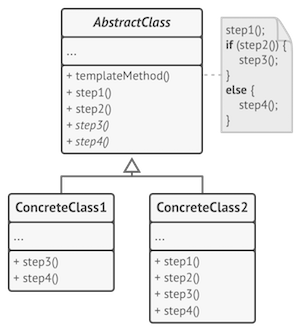 AbstractClass
...
+ templateMethod()
+ step1()
+ step2()
+ step3()
+ step4()
step1();
if (step2()) {
step3();
}
else {
step4();
}
ConcreteClass1
...
+ step3()
+ step4()
ConcreteClass2
...
+ step1()
+ step2()
+ step3()
+ step4()